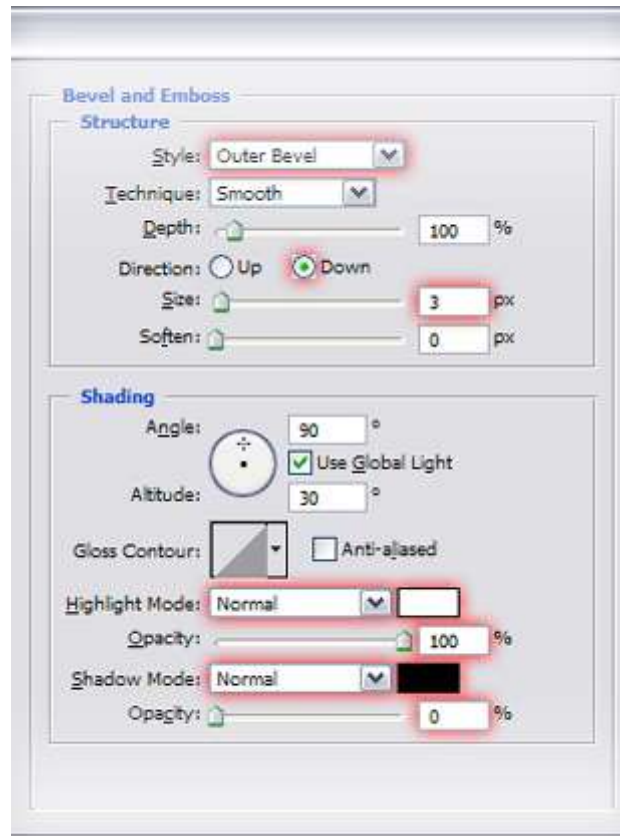 Bevel and Emboss
Structure
Style: Outer Bevel
Technique: Smooth
Depth: 100 %
Direction: Up Down
Size: 3 px
Soften: 0 px
Shading
Angle: 90 °
Use Global Light
Altitude: 30 °
Gloss Contour: Anti-aliased
Highlight Mode: Normal
Opacity: 100 %
Shadow Mode: Normal
Opacity: 0 %